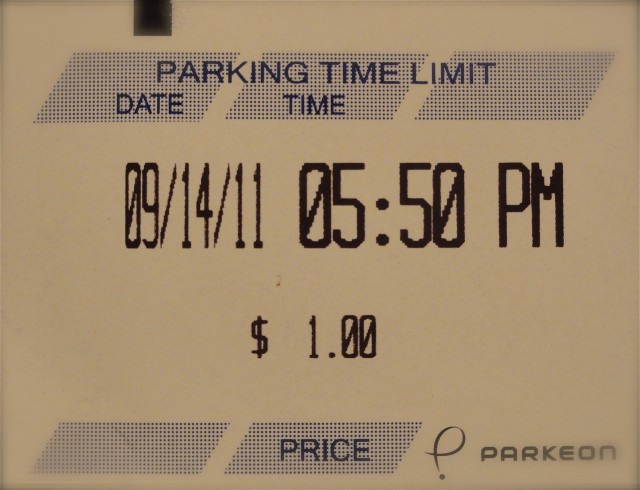 PARKING TIME LIMIT
DATE TIME
09/14/11 05:50 PM
$ 1.00
PRICE PARKEON